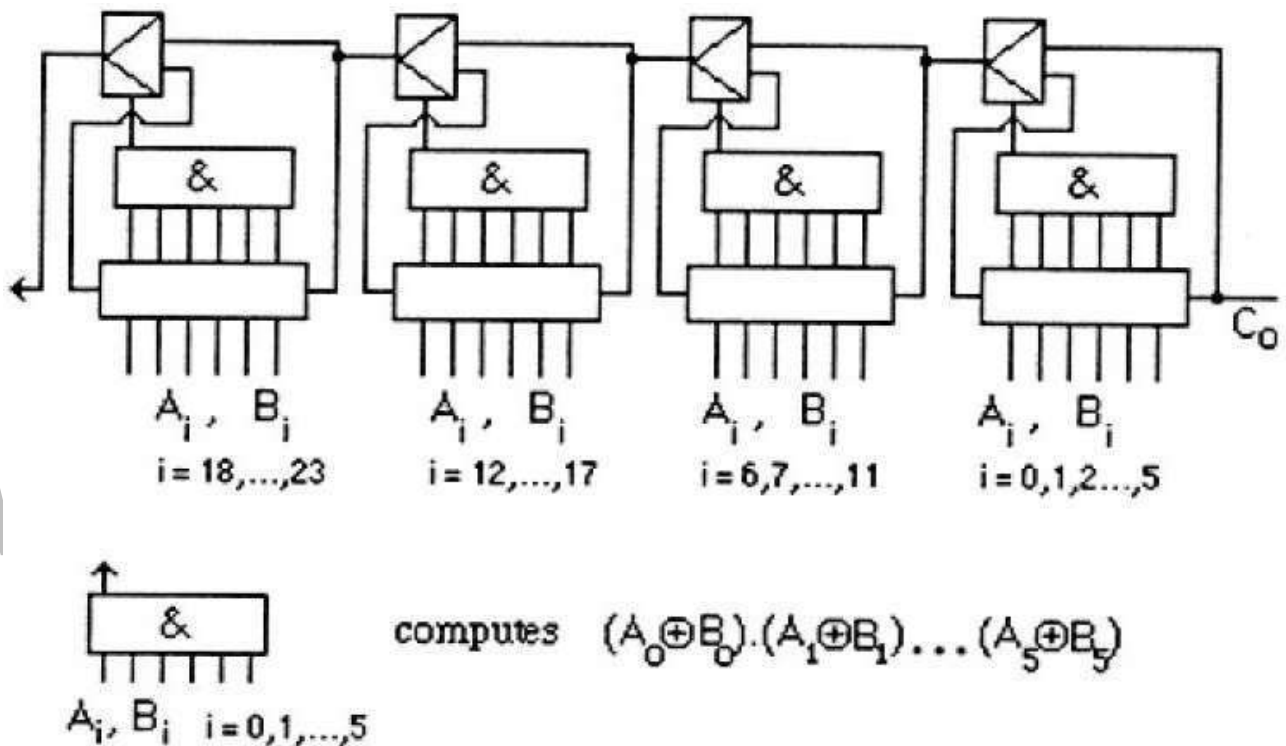 & & & &
C₀
Aᵢ , Bᵢ Aᵢ , Bᵢ Aᵢ , Bᵢ Aᵢ , Bᵢ
i = 18,...,23 i = 12,...,17 i = 6,7,...,11 i = 0,1,2...,5
& computes (A₀⊕B₀).(A₁⊕B₁)...(A₅⊕B₅)
Aᵢ, Bᵢ i = 0,1,...,5